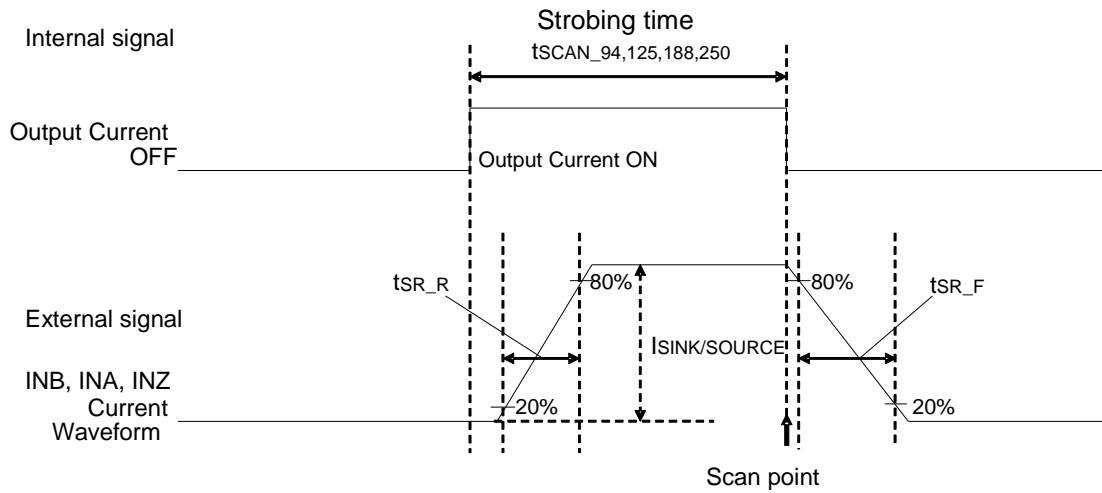 Strobing time
Internal signal
tSCAN_94,125,188,250
Output Current
OFF
Output Current ON
80%
80%
tSR_R
tSR_F
External signal
ISINK/SOURCE
INB, INA, INZ
Current
Waveform
20%
20%
Scan point